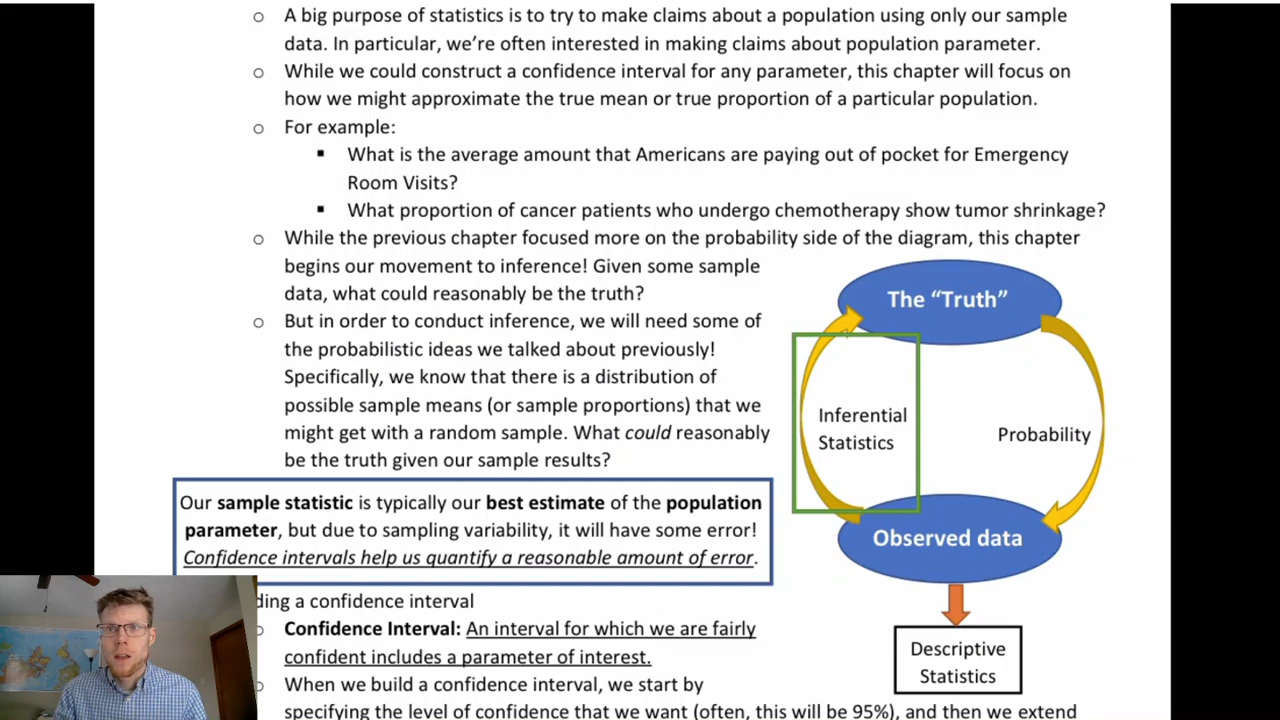 o A big purpose of statistics is to try to make claims about a population using only our sample
data. In particular, we're often interested in making claims about population parameter.
o While we could construct a confidence interval for any parameter, this chapter will focus on
how we might approximate the true mean or true proportion of a particular population.
o For example:
▪ What is the average amount that Americans are paying out of pocket for Emergency
Room Visits?
▪ What proportion of cancer patients who undergo chemotherapy show tumor shrinkage?
o While the previous chapter focused more on the probability side of the diagram, this chapter
begins our movement to inference! Given some sample
data, what could reasonably be the truth?
o But in order to conduct inference, we will need some of
the probabilistic ideas we talked about previously!
Specifically, we know that there is a distribution of
possible sample means (or sample proportions) that we
might get with a random sample. What could reasonably
be the truth given our sample results?
Our sample statistic is typically our best estimate of the population
parameter, but due to sampling variability, it will have some error!
Confidence intervals help us quantify a reasonable amount of error.
The “Truth”
Inferential
Statistics
Probability
Observed data
Descriptive
Statistics
ding a confidence interval
o Confidence Interval: An interval for which we are fairly
confident includes a parameter of interest.
o When we build a confidence interval, we start by
specifying the level of confidence that we want (often, this will be 95%), and then we extend